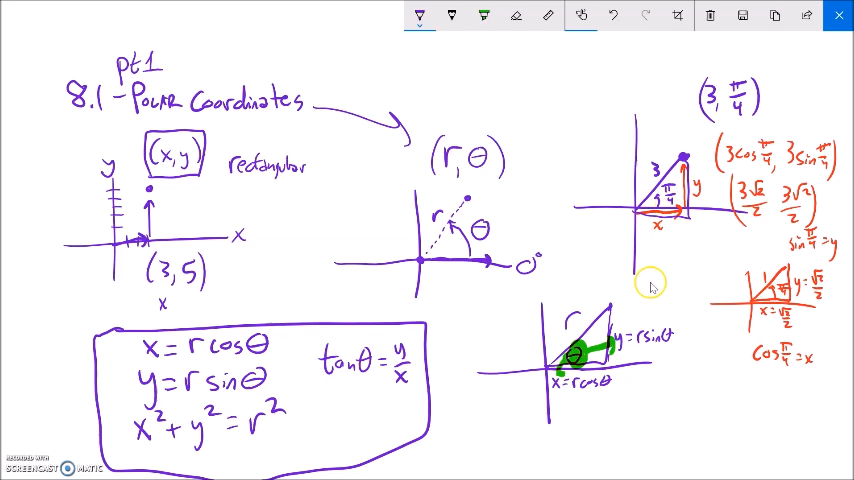 pt1
8.1 - Polar Coordinates
(x,y)
rectangular
y
x
(3,5)
x
(r, θ)
r
θ
0°
(3, π/4)
3
π/4
y
x
(3cos π/4, 3sin π/4)
(3√2/2, 3√2/2)
sin π/4 = y
1
π/4
y = √2/2
x = √2/2
cos π/4 = x
r
θ
y = rsinθ
x = rcosθ
x = r cosθ
y = r sinθ
x² + y² = r²
tanθ = y/x
RECORDED WITH
SCREENCAST MATIC